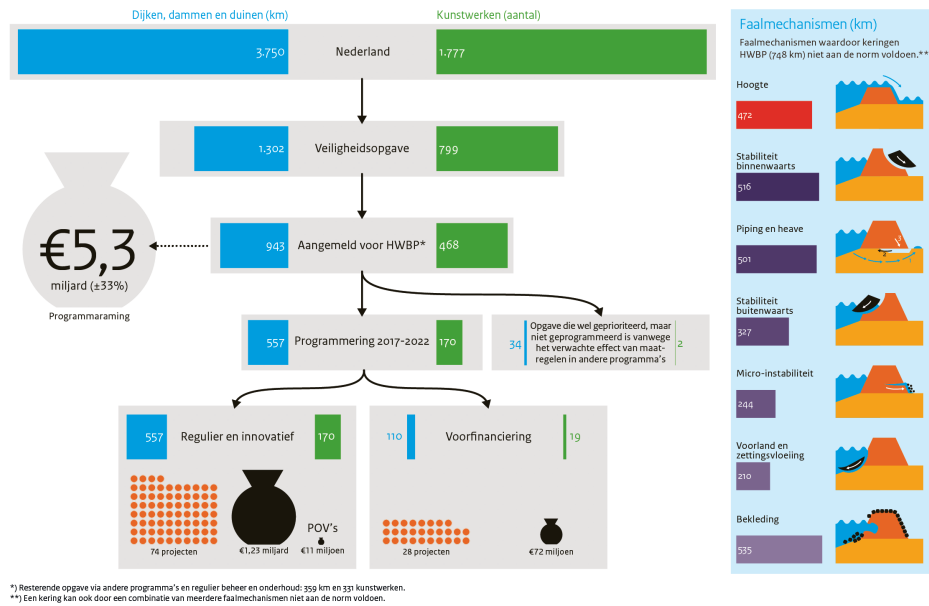 Dijken, dammen en duinen (km)
Kunstwerken (aantal)
3.750
Nederland
1.777
1.302
Veiligheidsopgave
799
943
Aangemeld voor HWBP*
468
€5,3
miljard (±33%)
Programmaraming
557
Programmering 2017-2022
170
34
Opgave die wel geprioriteerd, maar
niet geprogrammeerd is vanwege
het verwachte effect van maat-
regelen in andere programma's
2
557
Regulier en innovatief
170
74 projecten
€1,23 miljard
POV's
€11 miljoen
110
Voorfinanciering
19
28 projecten
€72 miljoen
Faalmechanismen (km)
Faalmechanismen waardoor keringen
HWBP (748 km) niet aan de norm voldoen.**
Hoogte
472
Stabiliteit
binnenwaarts
516
Piping en heave
501
1
2
3
Stabiliteit
buitenwaarts
327
Micro-instabiliteit
244
Voorland en
zettingsvloeiing
210
Bekleding
535
*) Resterende opgave via andere programma's en regulier beheer en onderhoud: 359 km en 331 kunstwerken.
**) Een kering kan ook door een combinatie van meerdere faalmechanismen niet aan de norm voldoen.